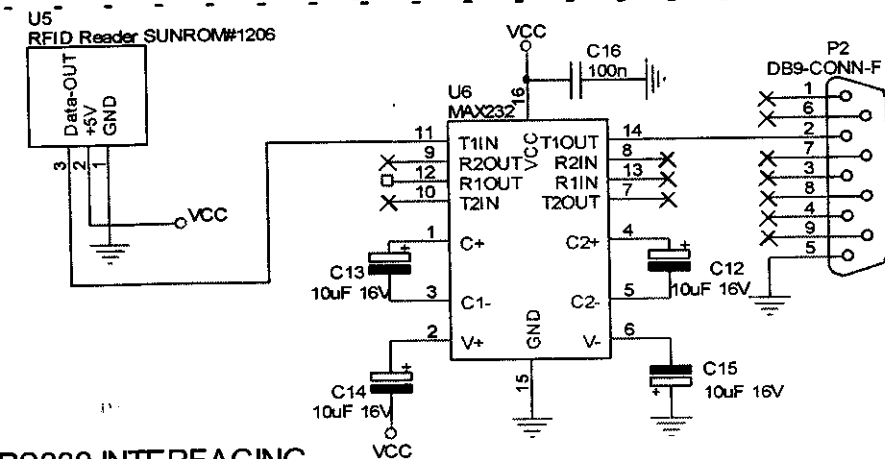 U5
RFID Reader SUNROM#1206
Data-OUT
+5V
GND
3
2
1
VCC
VCC
C16
100n
U6
MAX232
16
VCC
11 T1IN T1OUT 14
9 R2OUT R2IN 8
12 R1OUT R1IN 13
10 T2IN T2OUT 7
1 C+ C2+ 4
3 C1- C2- 5
2 V+ V- 6
GND
15
C13
10uF 16V
C12
10uF 16V
C14
10uF 16V
VCC
C15
10uF 16V
P2
DB9-CONN-F
1
6
2
7
3
8
4
9
5